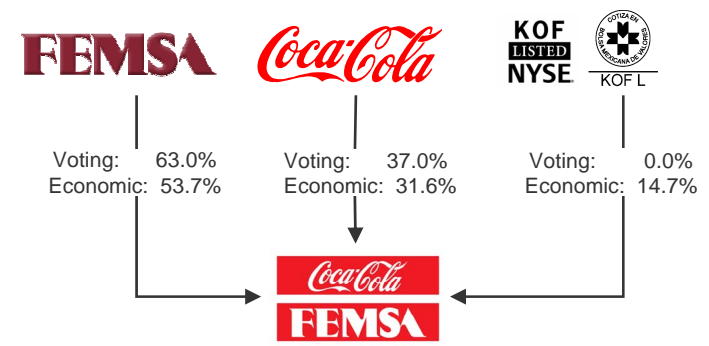 FEMSA
Coca-Cola
KOF
LISTED
NYSE
COTIZA EN
BOLSA MEXICANA DE VALORES
KOF L
Voting: 63.0%
Economic: 53.7%
Voting: 37.0%
Economic: 31.6%
Voting: 0.0%
Economic: 14.7%
Coca-Cola
FEMSA